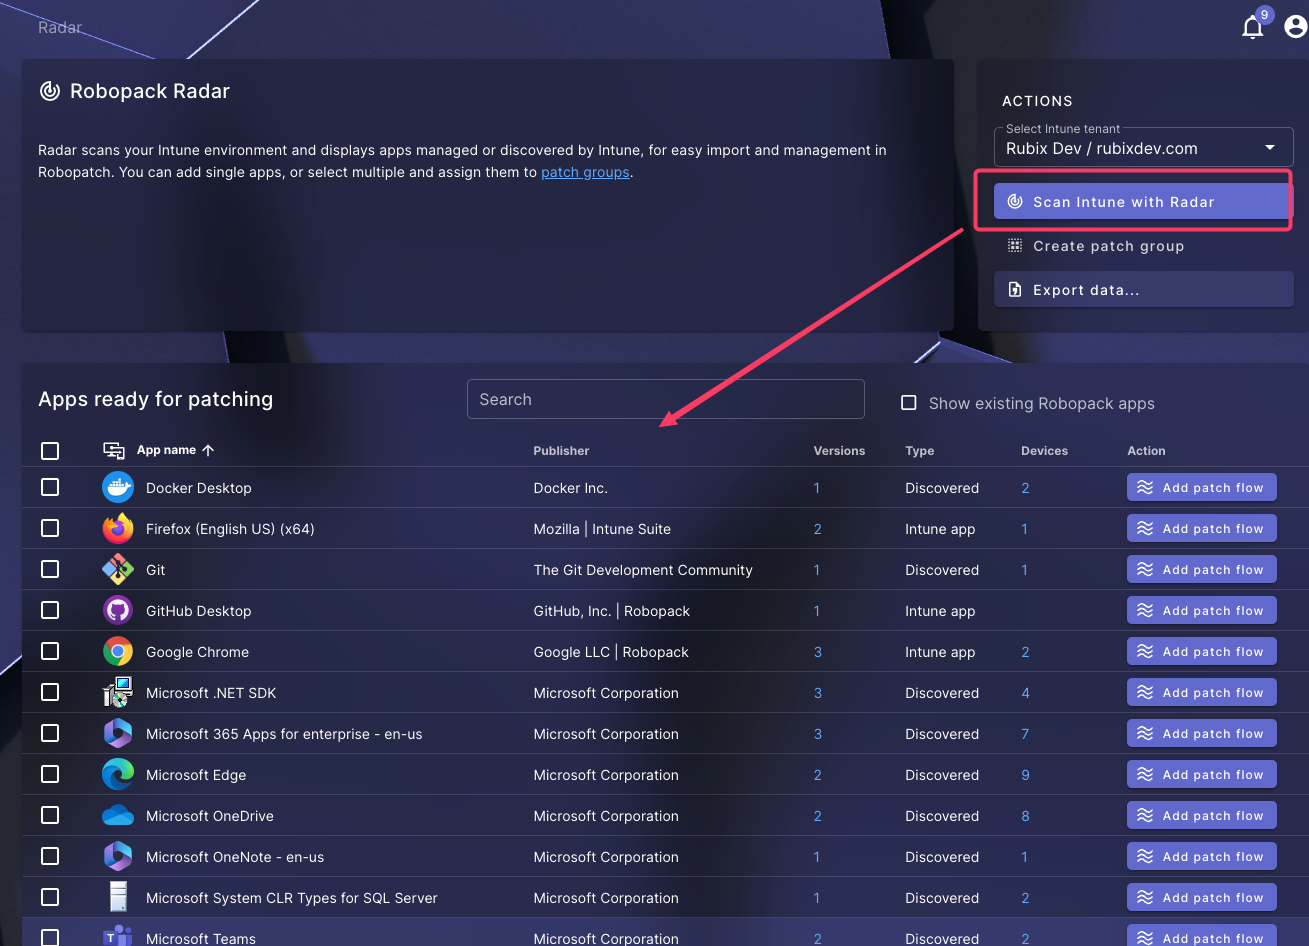 Radar
9
Robopack Radar
Radar scans your Intune environment and displays apps managed or discovered by Intune, for easy import and management in
Robopatch. You can add single apps, or select multiple and assign them to patch groups.
ACTIONS
Select Intune tenant
Rubix Dev / rubixdev.com
Scan Intune with Radar
Create patch group
Export data...
Apps ready for patching
Search
Show existing Robopack apps
App name Publisher Versions Type Devices Action
Docker Desktop Docker Inc. 1 Discovered 2 Add patch flow
Firefox (English US) (x64) Mozilla | Intune Suite 2 Intune app 1 Add patch flow
Git The Git Development Community 1 Discovered 1 Add patch flow
GitHub Desktop GitHub, Inc. | Robopack 1 Intune app Add patch flow
Google Chrome Google LLC | Robopack 3 Intune app 2 Add patch flow
Microsoft .NET SDK Microsoft Corporation 3 Discovered 4 Add patch flow
Microsoft 365 Apps for enterprise - en-us Microsoft Corporation 3 Discovered 7 Add patch flow
Microsoft Edge Microsoft Corporation 2 Discovered 9 Add patch flow
Microsoft OneDrive Microsoft Corporation 2 Discovered 8 Add patch flow
Microsoft OneNote - en-us Microsoft Corporation 1 Discovered 1 Add patch flow
Microsoft System CLR Types for SQL Server Microsoft Corporation 1 Discovered 2 Add patch flow
Microsoft Teams Microsoft Corporation 2 Discovered 2 Add patch flow